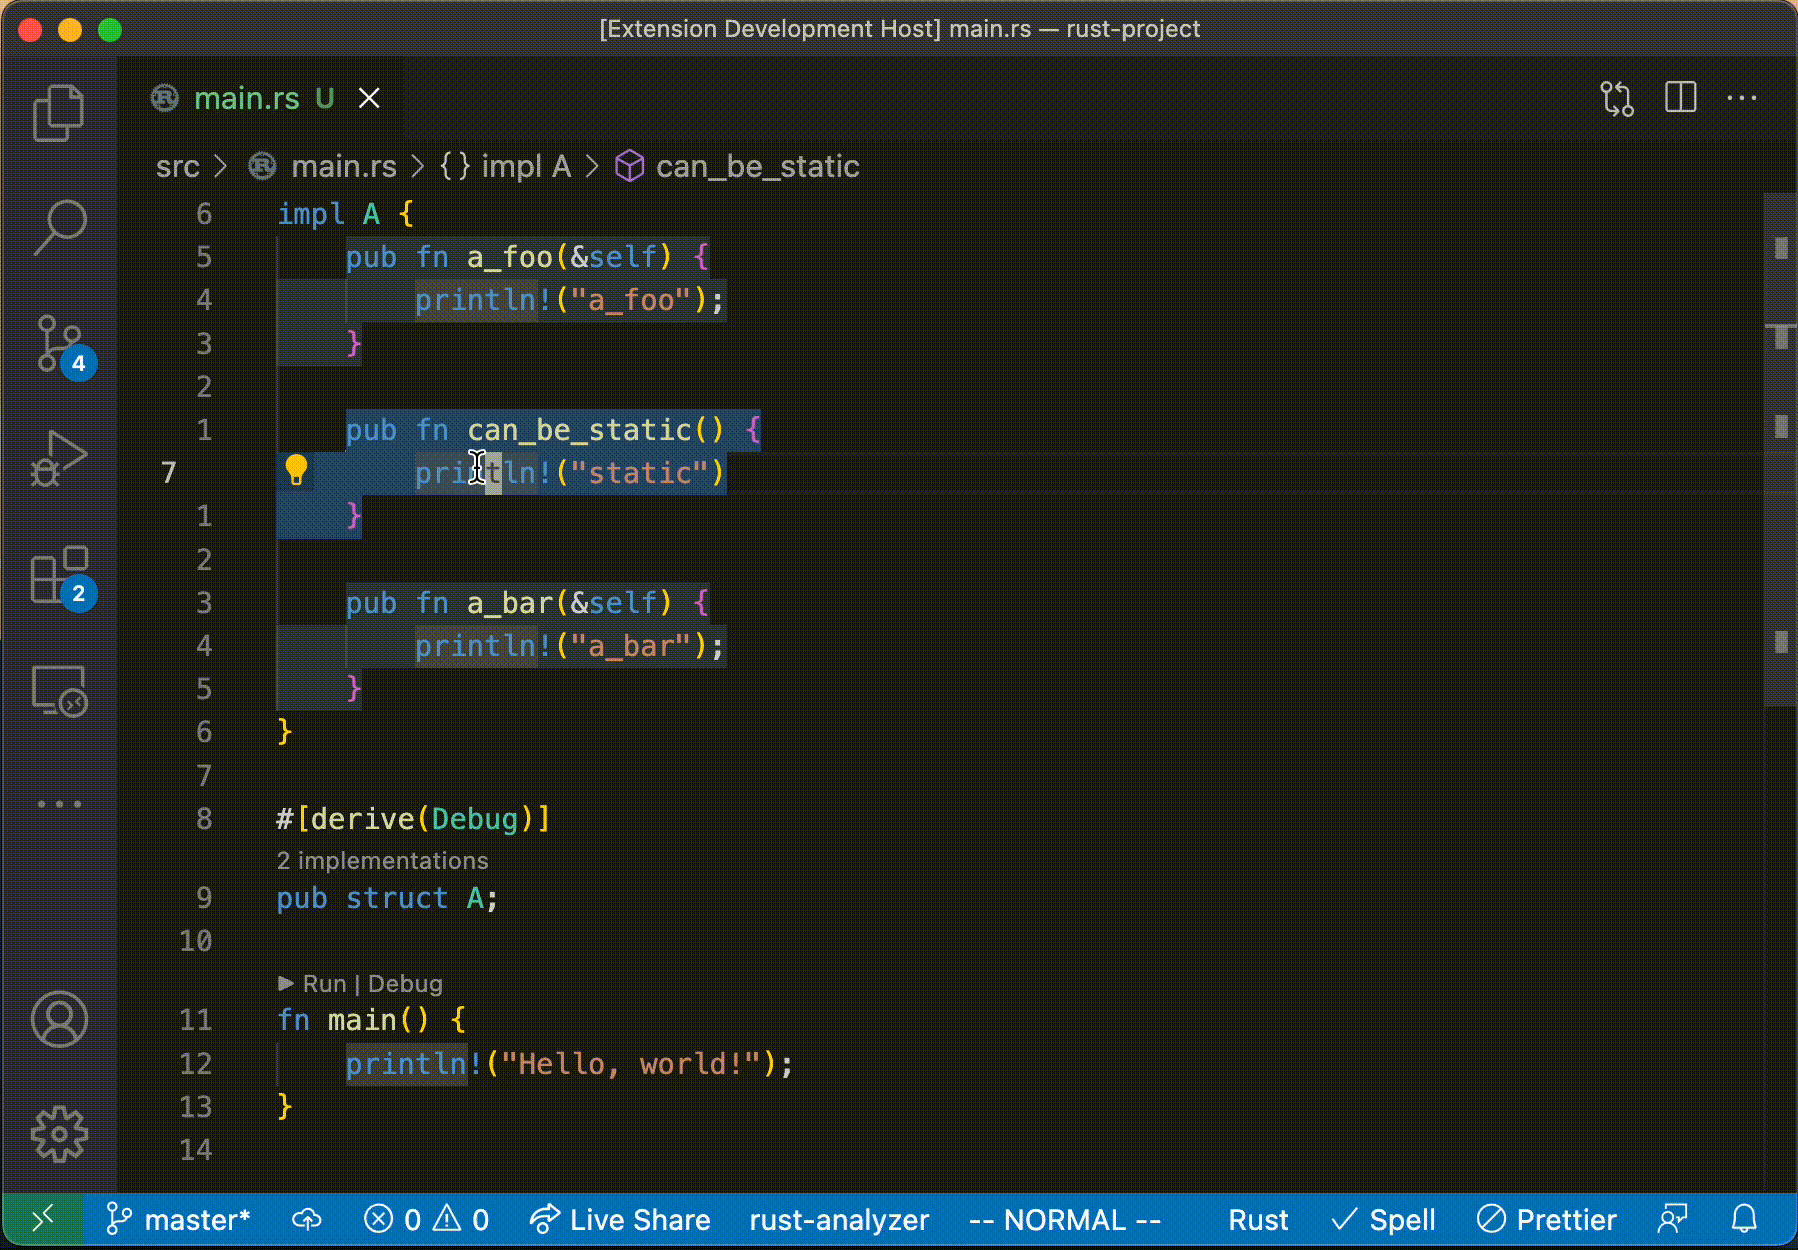 [Extension Development Host] main.rs — rust-project
main.rs U
src > main.rs > {} impl A > can_be_static
6 impl A {
5 pub fn a_foo(&self) {
4 println!("a_foo");
3 }
2
1 pub fn can_be_static() {
7 println!("static")
1 }
2
3 pub fn a_bar(&self) {
4 println!("a_bar");
5 }
6 }
7
8 #[derive(Debug)]
2 implementations
9 pub struct A;
10
Run | Debug
11 fn main() {
12 println!("Hello, world!");
13 }
14
4
2
master* 0 0 Live Share rust-analyzer -- NORMAL -- Rust Spell Prettier